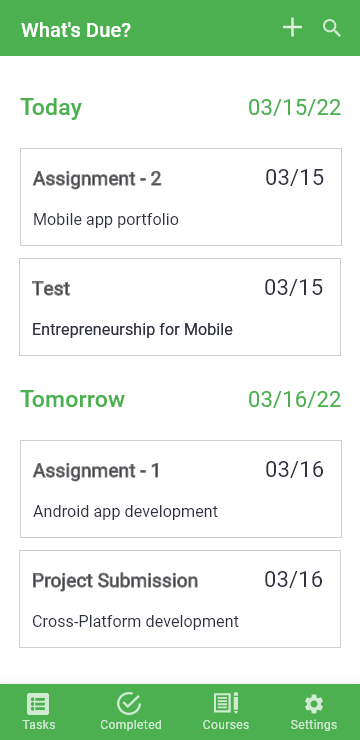 What's Due?
Today 03/15/22
Assignment - 2 03/15
Mobile app portfolio
Test 03/15
Entrepreneurship for Mobile
Tomorrow 03/16/22
Assignment - 1 03/16
Android app development
Project Submission 03/16
Cross-Platform development
Tasks Completed Courses Settings